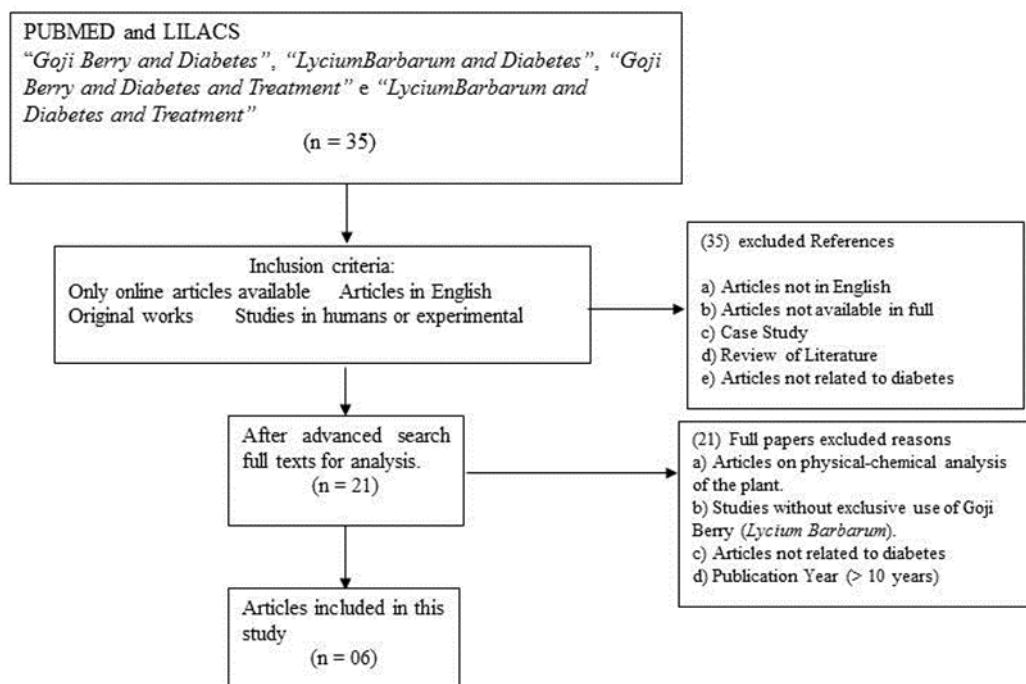 PUBMED and LILACS
“Goji Berry and Diabetes”, “LyciumBarbarum and Diabetes”, “Goji
Berry and Diabetes and Treatment” e “LyciumBarbarum and
Diabetes and Treatment”
(n = 35)
Inclusion criteria:
Only online articles available Articles in English
Original works Studies in humans or experimental
(35) excluded References
a) Articles not in English
b) Articles not available in full
c) Case Study
d) Review of Literature
e) Articles not related to diabetes
After advanced search
full texts for analysis.
(n = 21)
(21) Full papers excluded reasons
a) Articles on physical-chemical analysis
of the plant.
b) Studies without exclusive use of Goji
Berry (Lycium Barbarum).
c) Articles not related to diabetes
d) Publication Year (> 10 years)
Articles included in this
study
(n = 06)